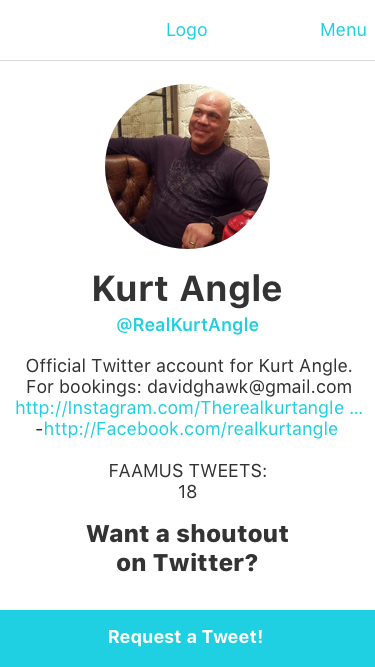 Logo
Menu
Kurt Angle
@RealKurtAngle
Official Twitter account for Kurt Angle.
For bookings: davidghawk@gmail.com
http://Instagram.com/Therealkurtangle ...
-http://Facebook.com/realkurtangle
FAAMUS TWEETS:
18
Want a shoutout
on Twitter?
Request a Tweet!